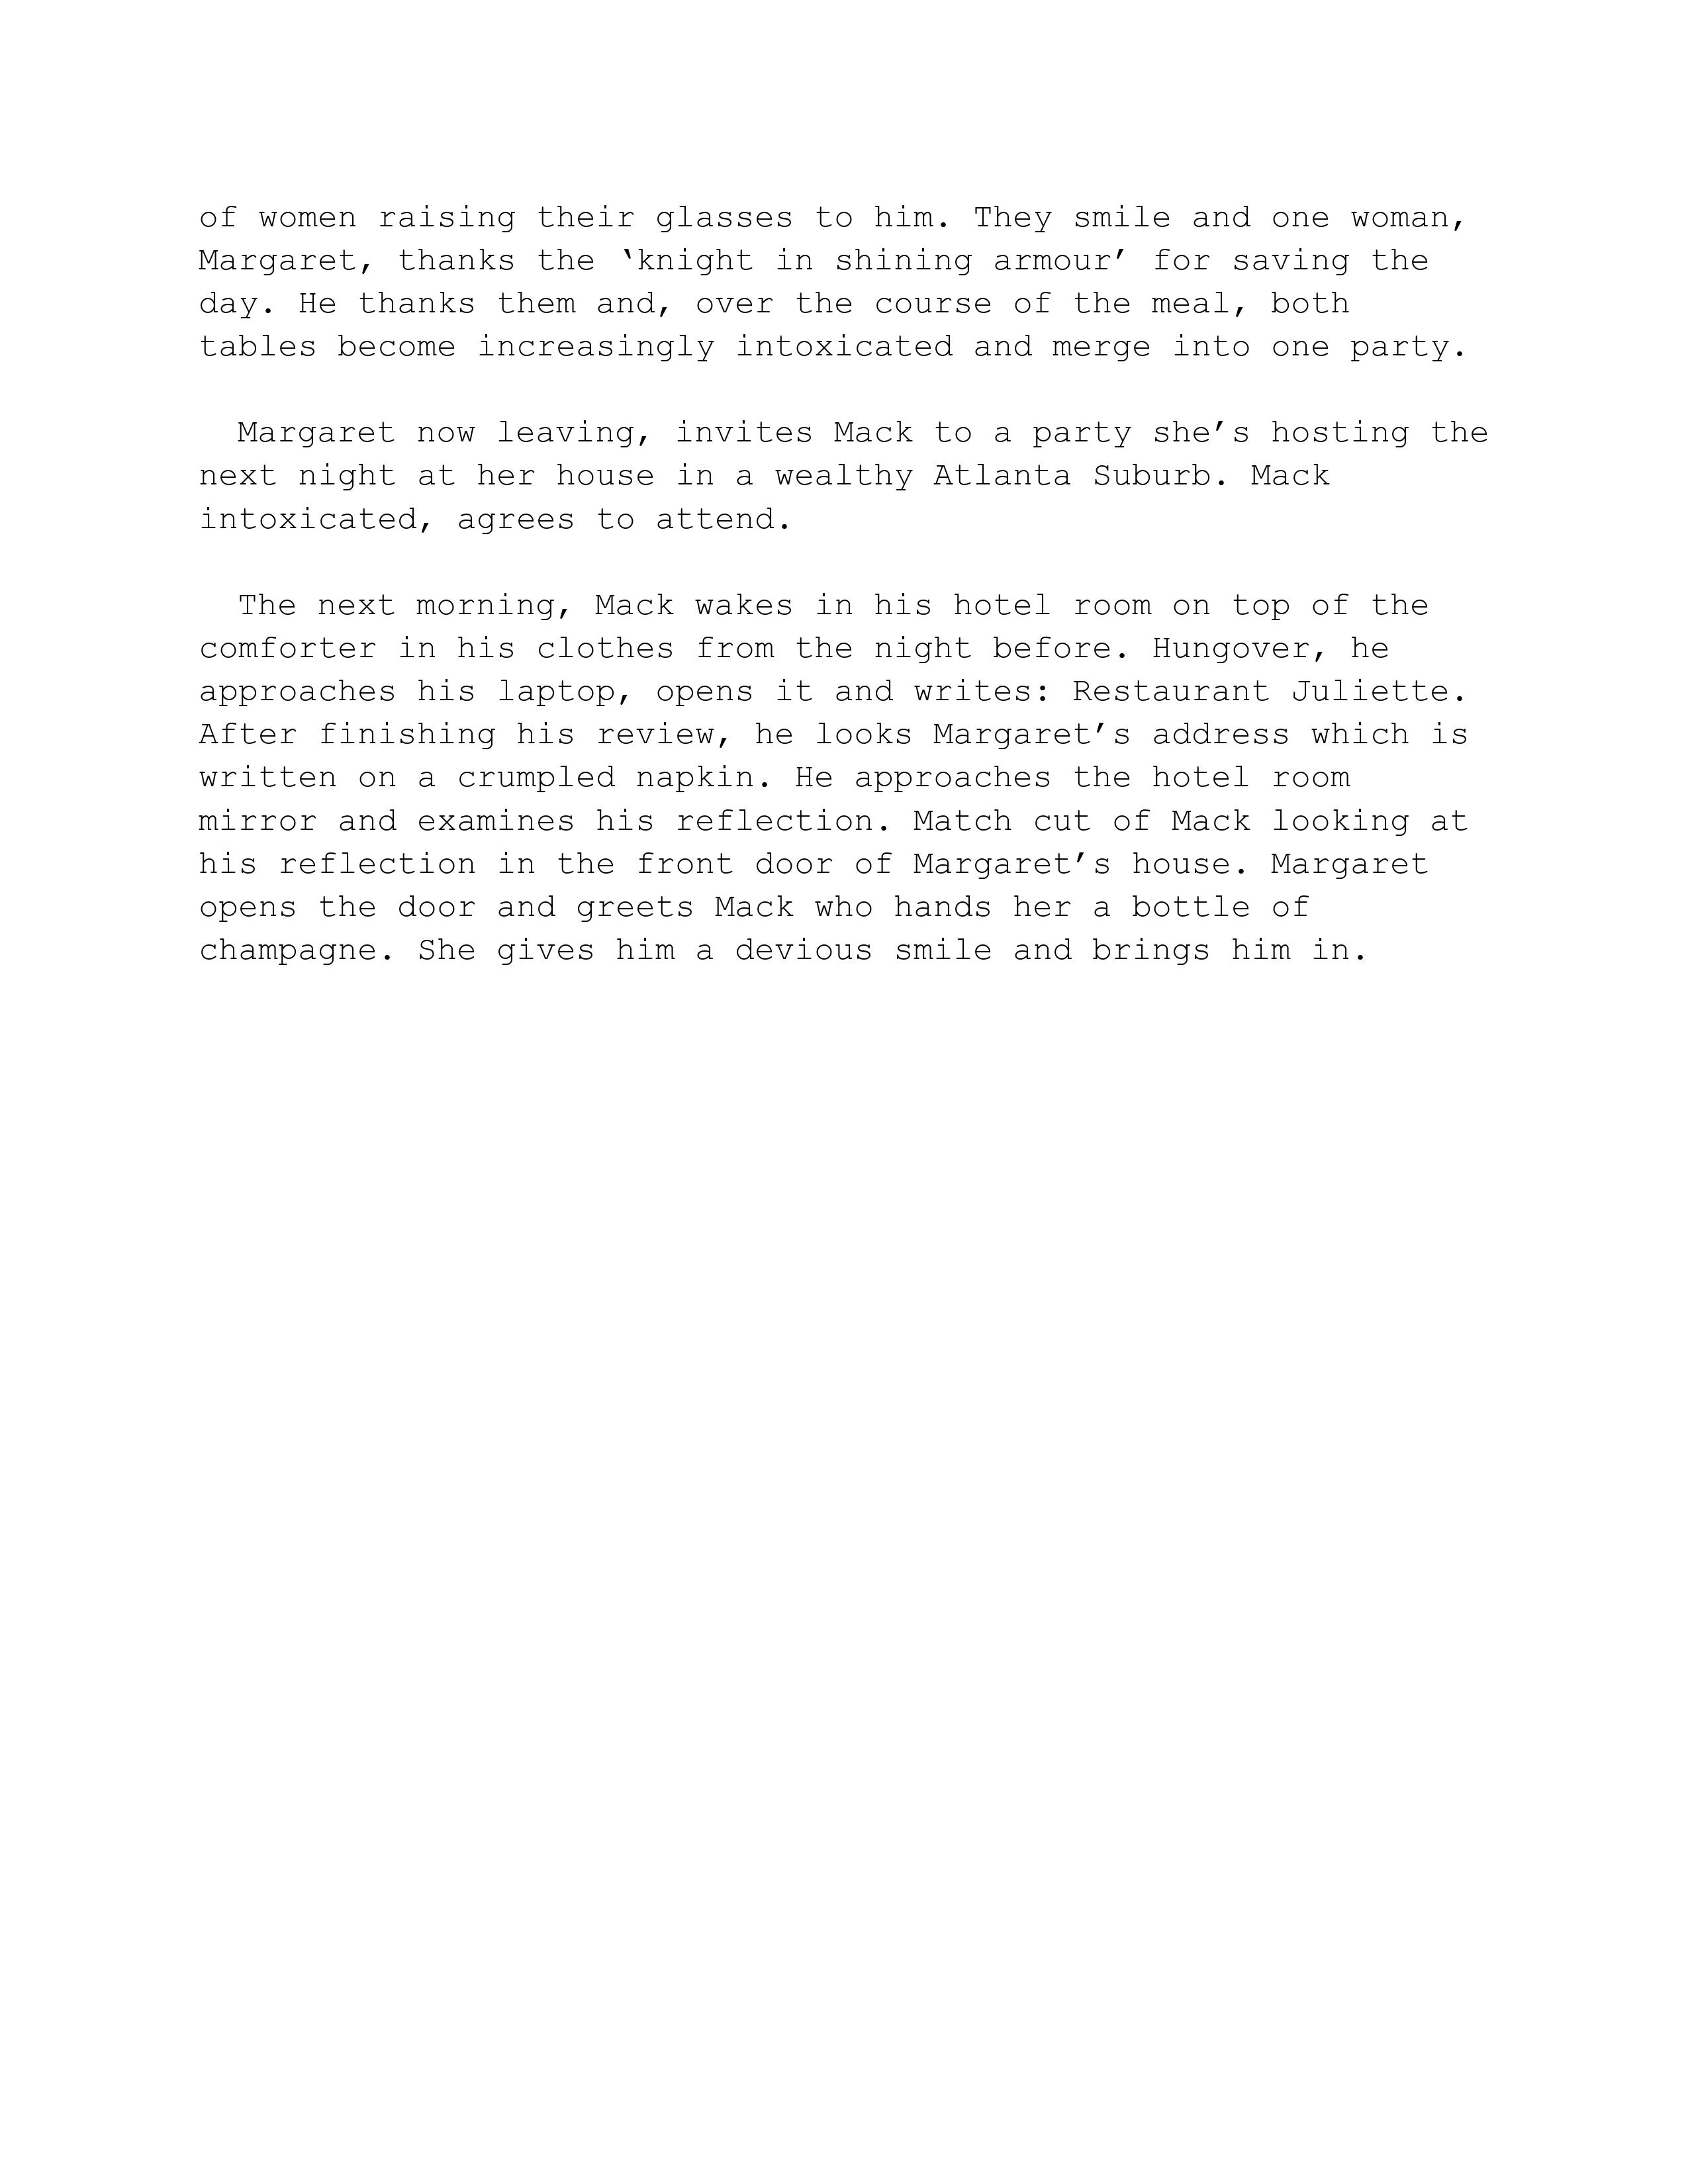 of women raising their glasses to him. They smile and one woman,
Margaret, thanks the ‘knight in shining armour’ for saving the
day. He thanks them and, over the course of the meal, both
tables become increasingly intoxicated and merge into one party.
Margaret now leaving, invites Mack to a party she’s hosting the
next night at her house in a wealthy Atlanta Suburb. Mack
intoxicated, agrees to attend.
The next morning, Mack wakes in his hotel room on top of the
comforter in his clothes from the night before. Hungover, he
approaches his laptop, opens it and writes: Restaurant Juliette.
After finishing his review, he looks Margaret’s address which is
written on a crumpled napkin. He approaches the hotel room
mirror and examines his reflection. Match cut of Mack looking at
his reflection in the front door of Margaret’s house. Margaret
opens the door and greets Mack who hands her a bottle of
champagne. She gives him a devious smile and brings him in.